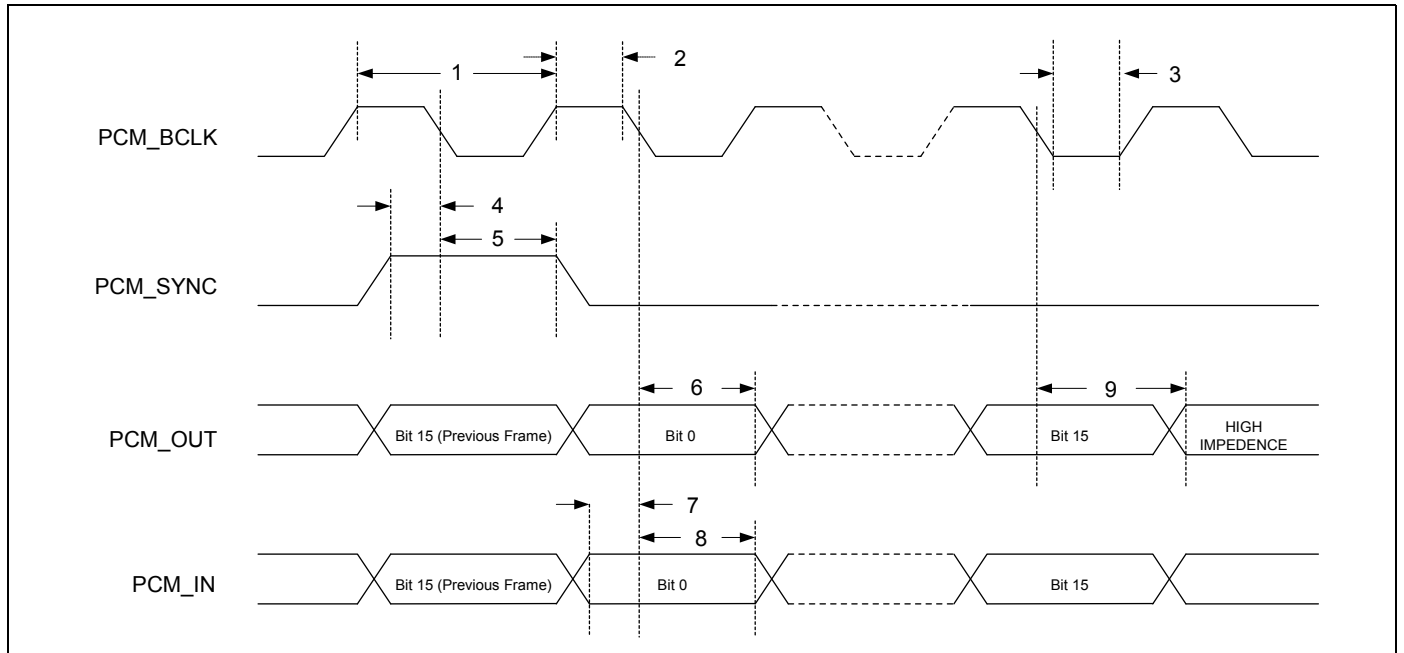 1
2
3
PCM_BCLK
4
5
PCM_SYNC
6
9
PCM_OUT
Bit 15 (Previous Frame)
Bit 0
Bit 15
HIGH
IMPEDENCE
7
8
PCM_IN
Bit 15 (Previous Frame)
Bit 0
Bit 15